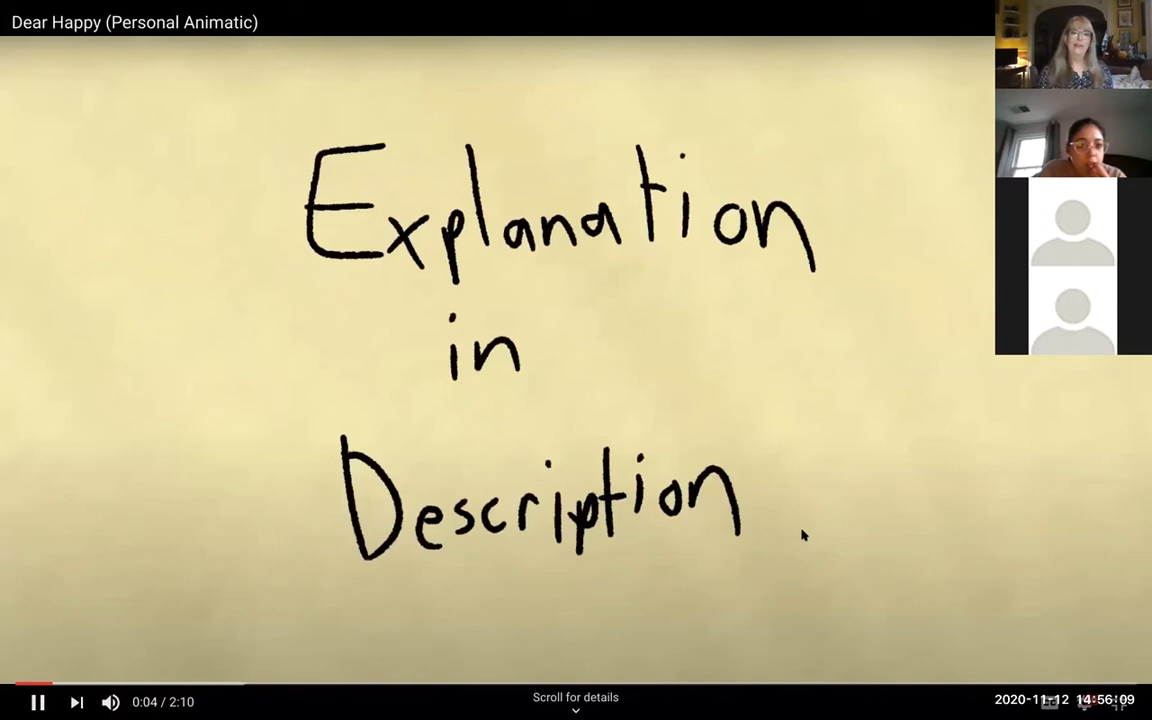 Dear Happy (Personal Animatic)
Explanation
in
Description
Scroll for details
0:04 / 2:10
2020-11-12 14:56:09